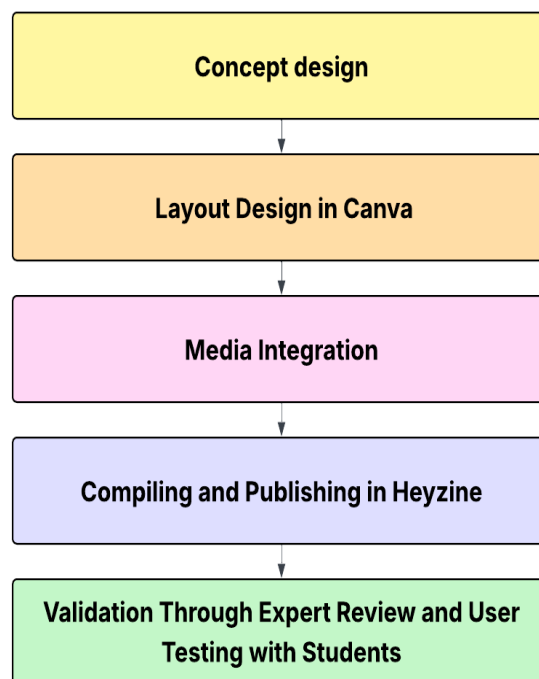 Concept design
Layout Design in Canva
Media Integration
Compiling and Publishing in Heyzine
Validation Through Expert Review and User
Testing with Students